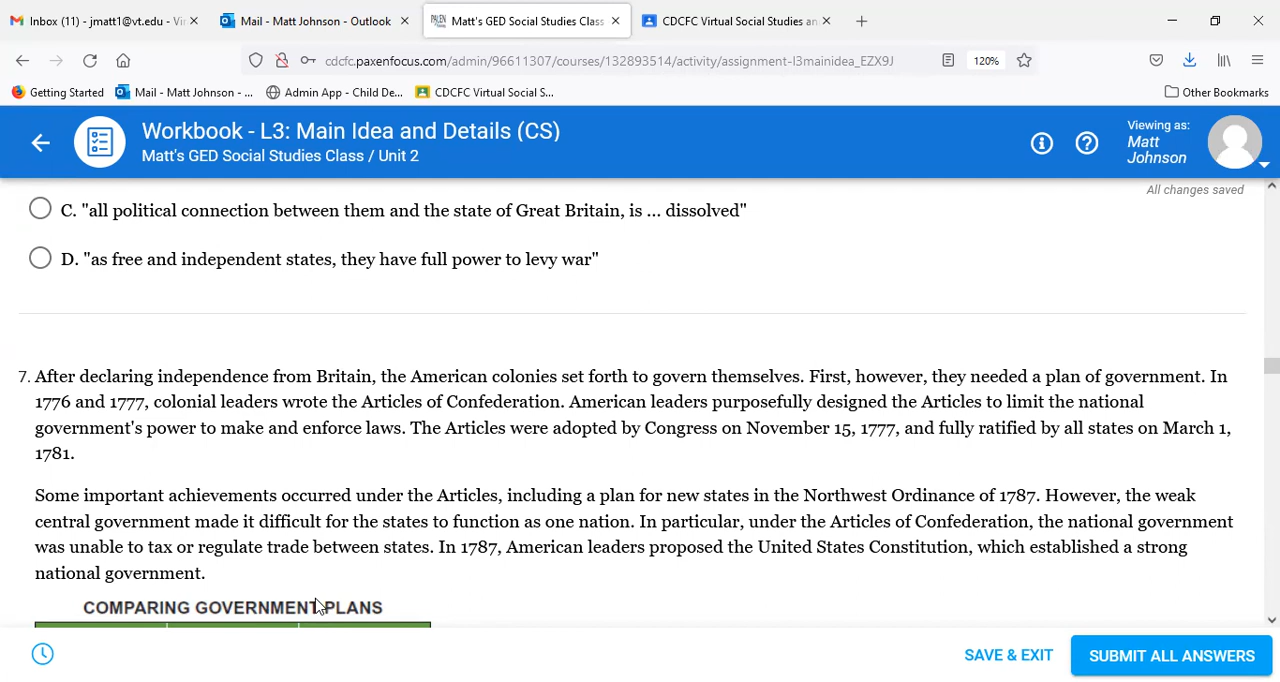 Inbox (11) - jmatt1@vt.edu - Vir
Mail - Matt Johnson - Outlook
PAXEN
Matt's GED Social Studies Class
CDCFC Virtual Social Studies an
cdcfc.paxenfocus.com/admin/96611307/courses/132893514/activity/assignment-l3mainidea_EZX9J
120%
Getting Started
Mail - Matt Johnson - ...
Admin App - Child De...
CDCFC Virtual Social S...
Other Bookmarks
Workbook - L3: Main Idea and Details (CS)
Matt's GED Social Studies Class / Unit 2
Viewing as:
Matt
Johnson
All changes saved
C. "all political connection between them and the state of Great Britain, is ... dissolved"
D. "as free and independent states, they have full power to levy war"
7. After declaring independence from Britain, the American colonies set forth to govern themselves. First, however, they needed a plan of government. In
1776 and 1777, colonial leaders wrote the Articles of Confederation. American leaders purposefully designed the Articles to limit the national
government's power to make and enforce laws. The Articles were adopted by Congress on November 15, 1777, and fully ratified by all states on March 1,
1781.
Some important achievements occurred under the Articles, including a plan for new states in the Northwest Ordinance of 1787. However, the weak
central government made it difficult for the states to function as one nation. In particular, under the Articles of Confederation, the national government
was unable to tax or regulate trade between states. In 1787, American leaders proposed the United States Constitution, which established a strong
national government.
COMPARING GOVERNMENT PLANS
SAVE & EXIT
SUBMIT ALL ANSWERS